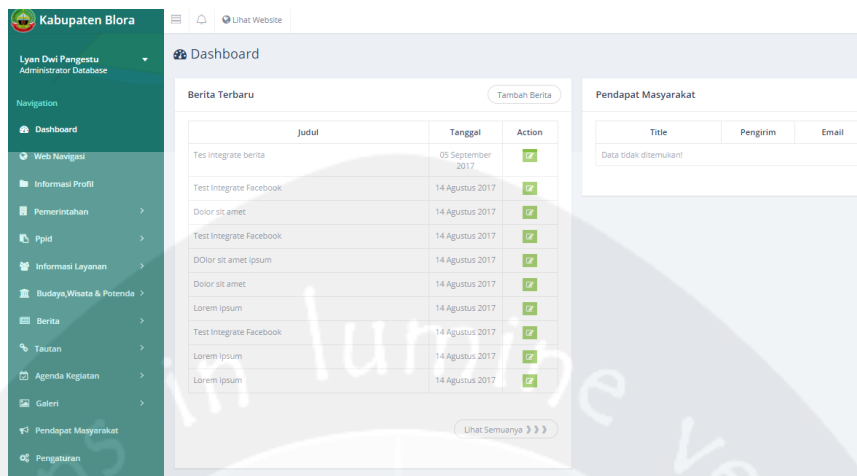 Kabupaten Blora
Lihat Website
Lyan Dwi Pangestu
Administrator Database
Navigation
Dashboard
Web Navigasi
Informasi Profil
Pemerintahan
Ppid
Informasi Layanan
Budaya,Wisata & Potenda
Berita
Tautan
Agenda Kegiatan
Galeri
Pendapat Masyarakat
Pengaturan
Dashboard
Berita Terbaru
Tambah Berita
Judul Tanggal Action
Tes integrate berita 05 September
2017
Test Integrate Facebook 14 Agustus 2017
Dolor sit amet 14 Agustus 2017
Test Integrate Facebook 14 Agustus 2017
DOlor sit amet ipsum 14 Agustus 2017
Dolor sit amet 14 Agustus 2017
Lorem ipsum 14 Agustus 2017
Test Integrate Facebook 14 Agustus 2017
Lorem ipsum 14 Agustus 2017
Lorem ipsum 14 Agustus 2017
Lihat Semuanya ❯ ❯ ❯
Pendapat Masyarakat
Title Pengirim Email
Data tidak ditemukan!
in lumine ve